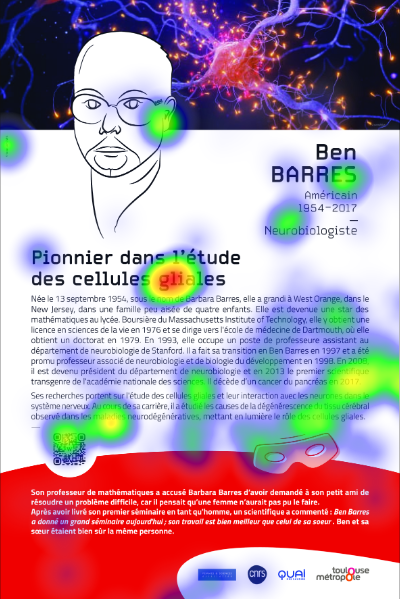 Ben
BARRES
Américain
1954-2017
Neurobiologiste
Pionnier dans l'étude
des cellules gliales
Née le 13 septembre 1954, sous le nom de Barbara Barres, elle a grandi à West Orange, dans le
New Jersey, dans une famille peu aisée de quatre enfants. Elle est devenue une star des
mathématiques au lycée. Boursière du Massachusetts Institute of Technology, elle y obtient une
licence en sciences de la vie en 1976 et se dirige vers l'école de médecine de Dartmouth, où elle
obtient un doctorat en 1979. En 1993, elle occupe un poste de professeure assistant au
département de neurobiologie de Stanford. Il a fait sa transition en Ben Barres en 1997 et a été
promu professeur associé de neurobiologie et de biologie du développement en 1998. En 2009,
il est devenu président du département de neurobiologie et en 2013 le premier scientifique
transgenre de l'académie nationale des sciences. Il décède d'un cancer du pancréas en 2017.
Ses recherches portent sur l'étude des cellules gliales et leur interaction avec les neurones dans le
système nerveux. Au cours de sa carrière, il a étudié les causes de la dégénérescence du tissu cérébral
observé dans les maladies neurodégénératives, mettant en lumière le rôle des cellules gliales.
Son professeur de mathématiques a accusé Barbara Barres d'avoir demandé à son petit ami de
résoudre un problème difficile, car il pensait qu'une femme n'aurait pas pu le faire.
Après avoir livré son premier séminaire en tant qu'homme, un scientifique a commenté : Ben Barres
a donné un grand séminaire aujourd'hui ; son travail est bien meilleur que celui de sa soeur. Ben et sa
sœur étaient bien sûr la même personne.
cnrs
QUAI
toulouse
métropole